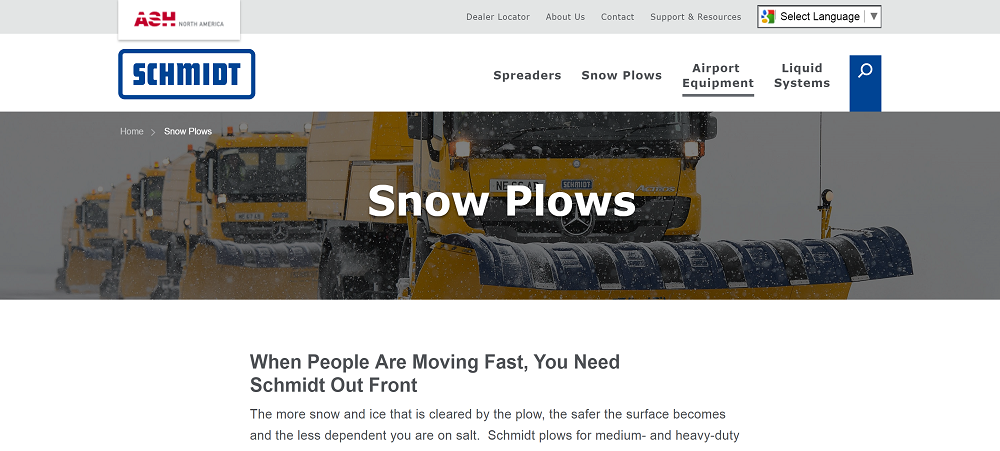 ASH NORTH AMERICA
Dealer Locator About Us Contact Support & Resources Select Language ▼
SCHMIDT
Spreaders Snow Plows Airport Equipment Liquid Systems
Home > Snow Plows
SCHMIDT
Snow Plows
When People Are Moving Fast, You Need
Schmidt Out Front
The more snow and ice that is cleared by the plow, the safer the surface becomes
and the less dependent you are on salt.  Schmidt plows for medium- and heavy-duty